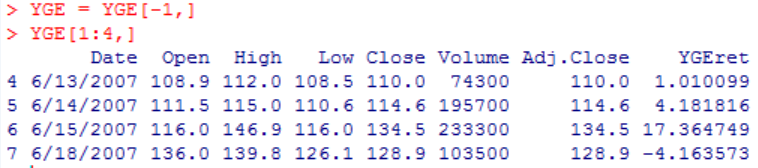 > YGE = YGE[-1,]
> YGE[1:4,]
Date Open High Low Close Volume Adj.Close YGEret
4 6/13/2007 108.9 112.0 108.5 110.0 74300 110.0 1.010099
5 6/14/2007 111.5 115.0 110.6 114.6 195700 114.6 4.181816
6 6/15/2007 116.0 146.9 116.0 134.5 233300 134.5 17.364749
7 6/18/2007 136.0 139.8 126.1 128.9 103500 128.9 -4.163573